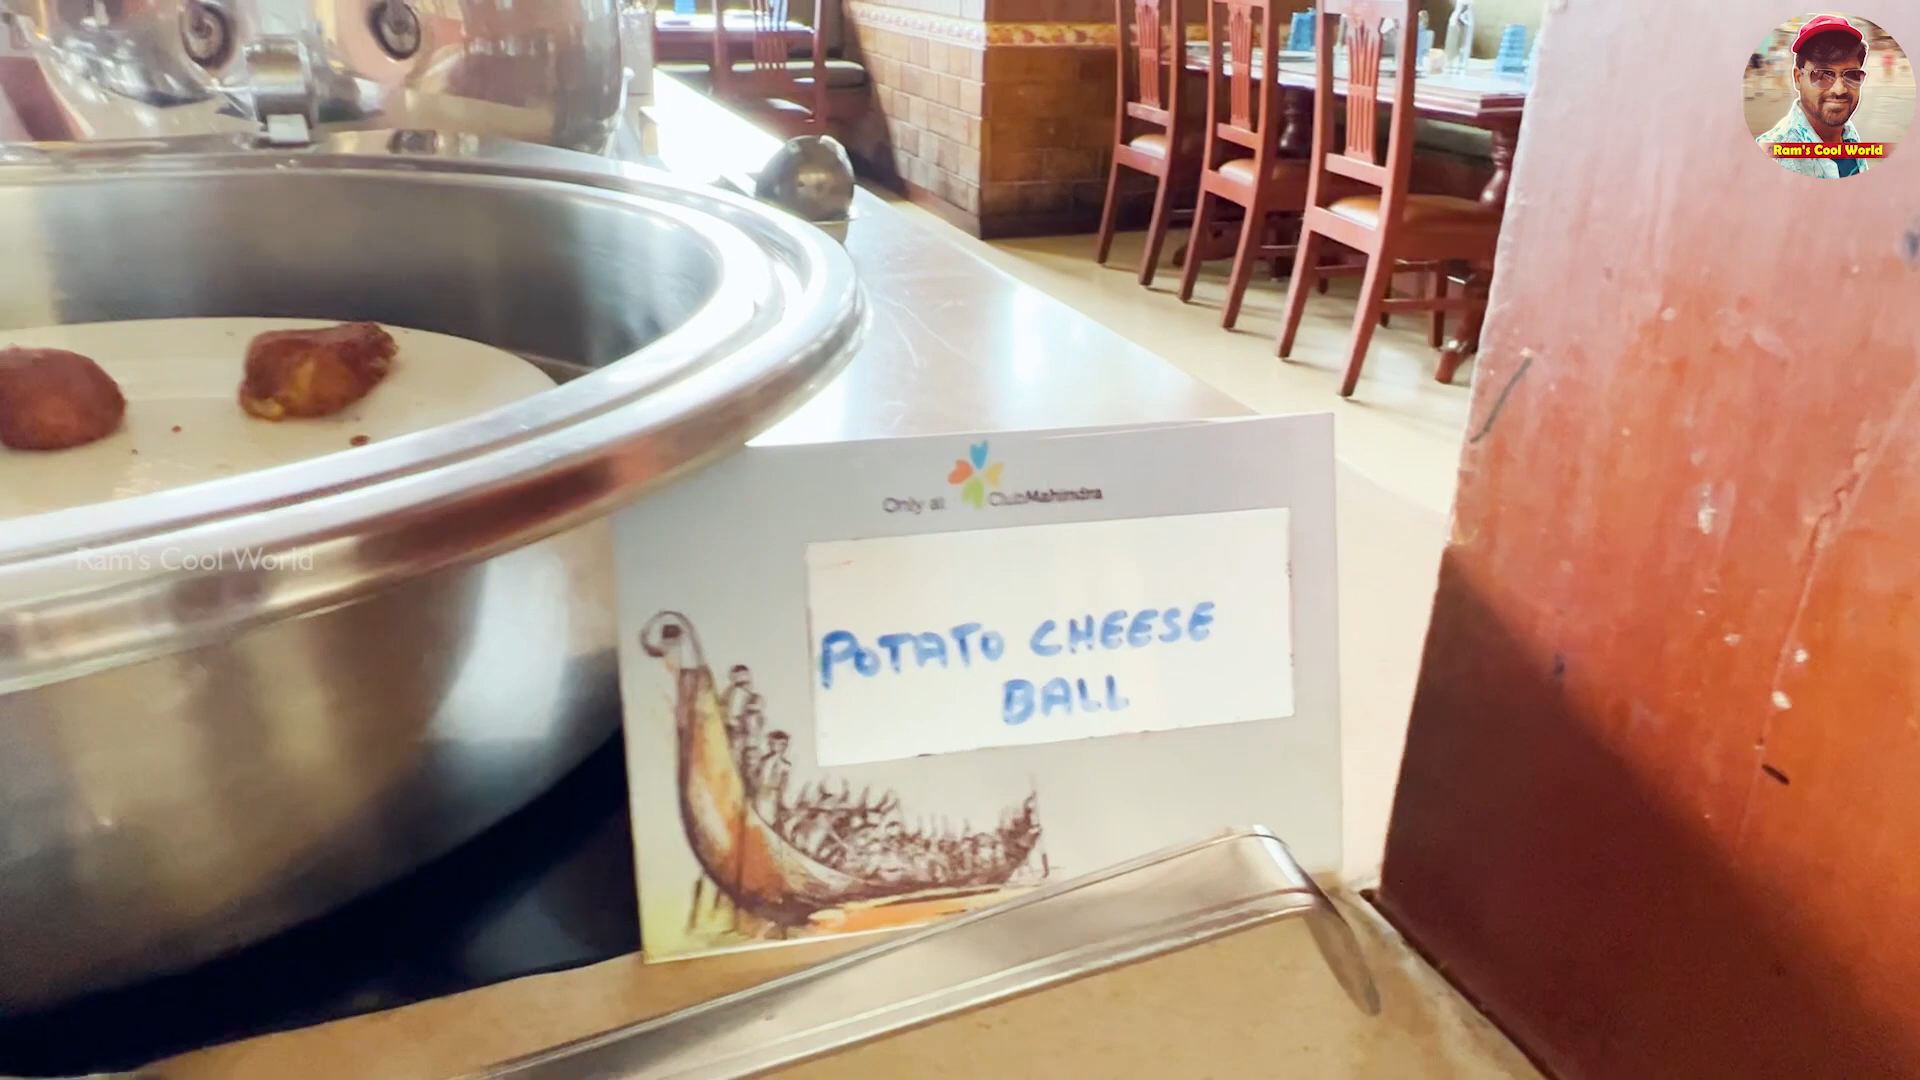 Ram's Cool World
Only at ClubMahindra
Ram's Cool World
POTATO CHEESE
BALL